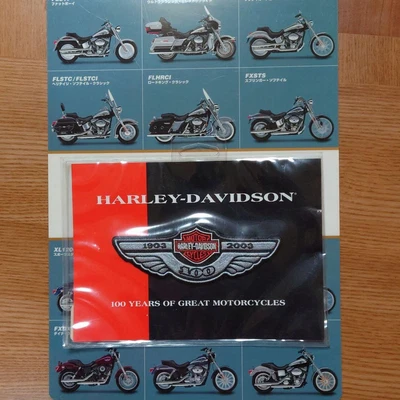 FLSTC / FLSTCI
ヘリテイジ・ソフテイル・クラシック
FLHRCI
ロードキング・クラシック
FXSTS
スプリンガー・ソフテイル
HARLEY-DAVIDSON®
1903
2003
MOTOR
HARLEY-DAVIDSON
CYCLES
100
100 YEARS OF GREAT MOTORCYCLES